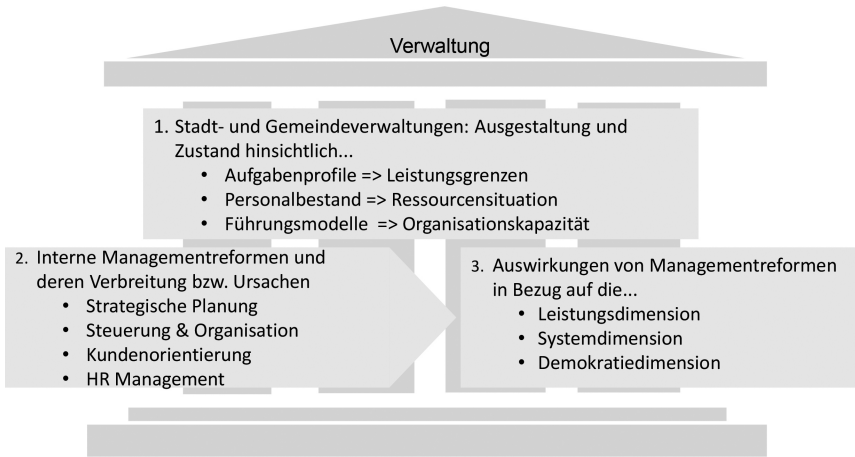 Verwaltung
1. Stadt- und Gemeindeverwaltungen: Ausgestaltung und
Zustand hinsichtlich...
• Aufgabenprofile => Leistungsgrenzen
• Personalbestand => Ressourcensituation
• Führungsmodelle => Organisationskapazität
2. Interne Managementreformen und
deren Verbreitung bzw. Ursachen
• Strategische Planung
• Steuerung & Organisation
• Kundenorientierung
• HR Management
3. Auswirkungen von Managementreformen
in Bezug auf die...
• Leistungsdimension
• Systemdimension
• Demokratiedimension